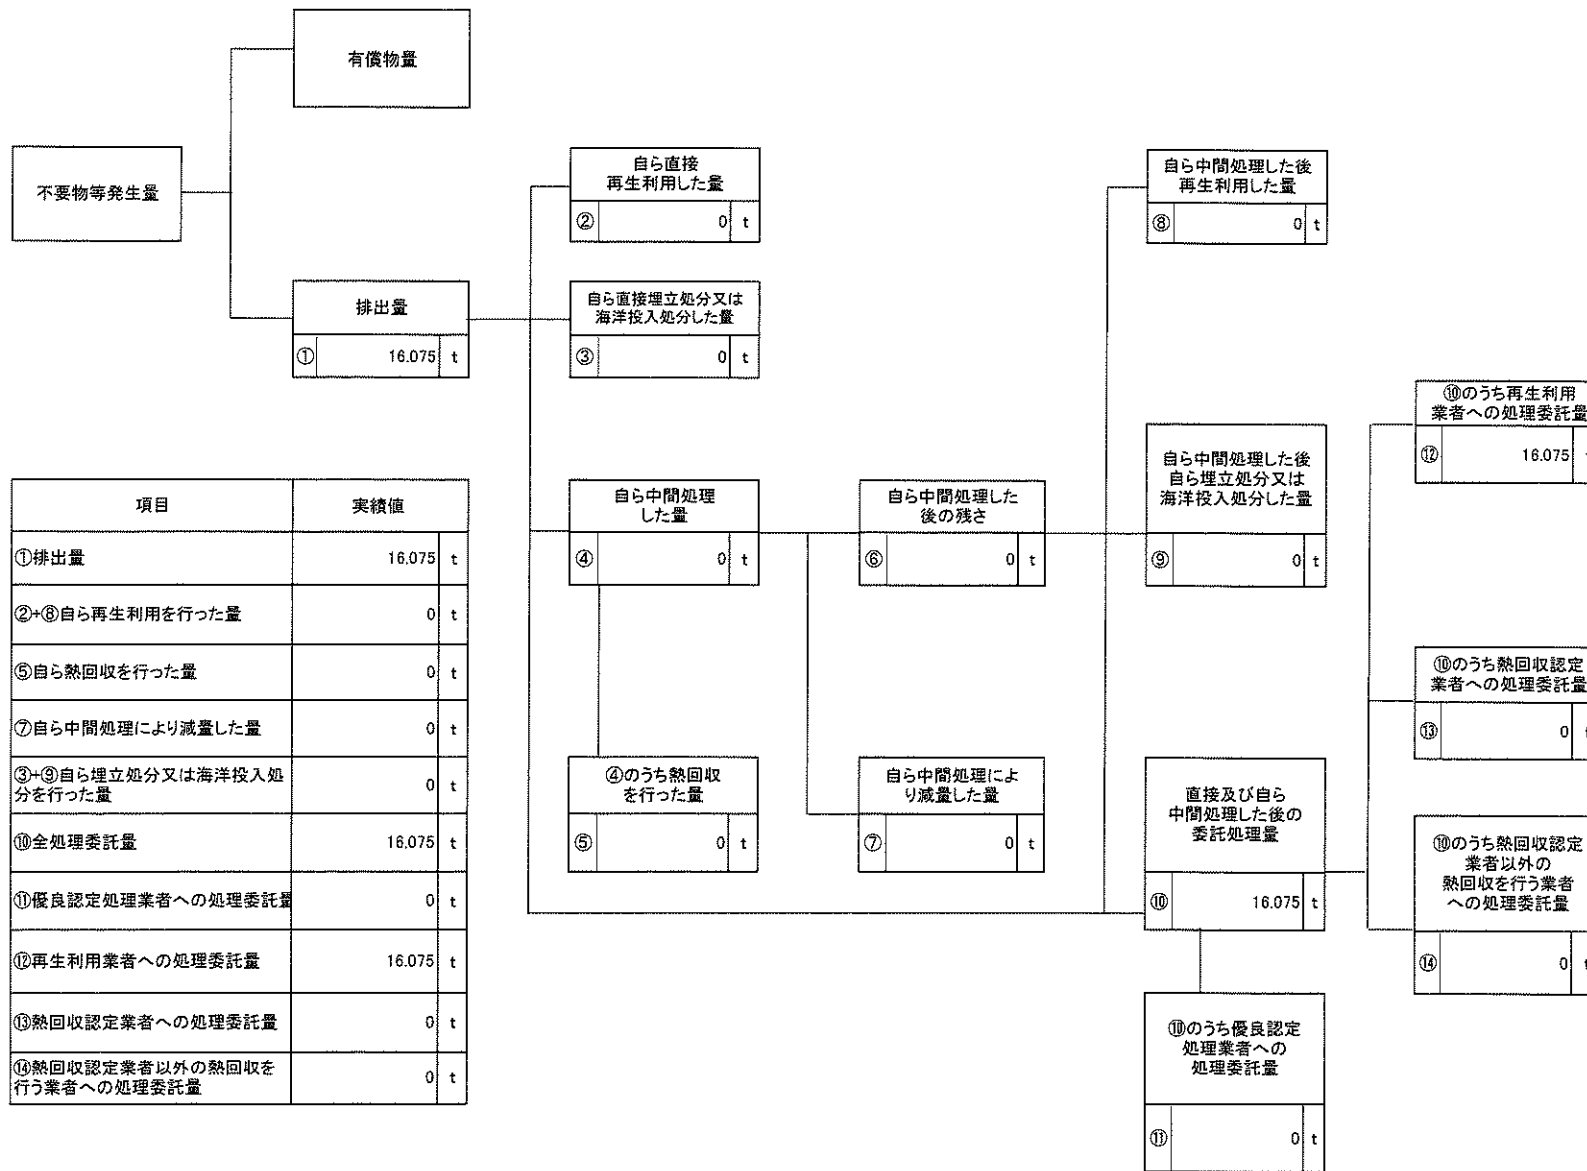 有償物量
不要物等発生量
排出量
① 16.075 t
自ら直接
再生利用した量
② 0 t
自ら直接埋立処分又は
海洋投入処分した量
③ 0 t
自ら中間処理
した量
④ 0 t
④のうち熱回収
を行った量
⑤ 0 t
自ら中間処理した
後の残さ
⑥ 0 t
自ら中間処理によ
り減量した量
⑦ 0 t
自ら中間処理した後
再生利用した量
⑧ 0 t
自ら中間処理した後
自ら埋立処分又は
海洋投入処分した量
⑨ 0 t
直接及び自ら
中間処理した後の
委託処理量
⑩ 16.075 t
⑩のうち優良認定
処理業者への
処理委託量
⑪ 0 t
⑩のうち再生利用
業者への処理委託量
⑫ 16.075 t
⑩のうち熱回収認定
業者への処理委託量
⑬ 0 t
⑩のうち熱回収認定
業者以外の
熱回収を行う業者
への処理委託量
⑭ 0 t
項目 実績値
①排出量 16.075 t
②+⑧自ら再生利用を行った量 0 t
⑤自ら熱回収を行った量 0 t
⑦自ら中間処理により減量した量 0 t
③+⑨自ら埋立処分又は海洋投入処
分を行った量 0 t
⑩全処理委託量 16.075 t
⑪優良認定処理業者への処理委託量 0 t
⑫再生利用業者への処理委託量 16.075 t
⑬熱回収認定業者への処理委託量 0 t
⑭熱回収認定業者以外の熱回収を
行う業者への処理委託量 0 t